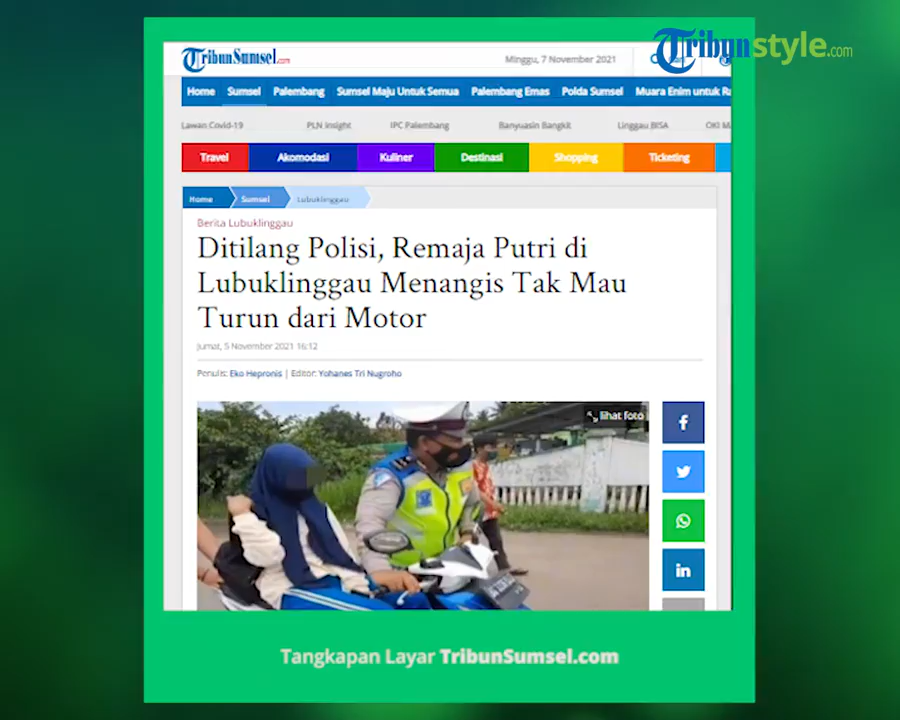 TribunSumsel.com
Minggu, 7 November 2021
Tribunstyle.com
Home Sumsel Palembang Sumsel Maju Untuk Semua Palembang Emas Polda Sumsel Muara Enim untuk Ra
Lawan Covid-19 PLN Insight IPC Palembang Banyuasin Bangkit Linggau BISA OKI M
Travel Akomodasi Kuliner Destinasi Shopping Ticketing
Home Sumsel Lubuklinggau
Berita Lubuklinggau
Ditilang Polisi, Remaja Putri di
Lubuklinggau Menangis Tak Mau
Turun dari Motor
Jumat, 5 November 2021 16:12
Penulis: Eko Hepronis | Editor: Yohanes Tri Nugroho
lihat foto
Tangkapan Layar TribunSumsel.com